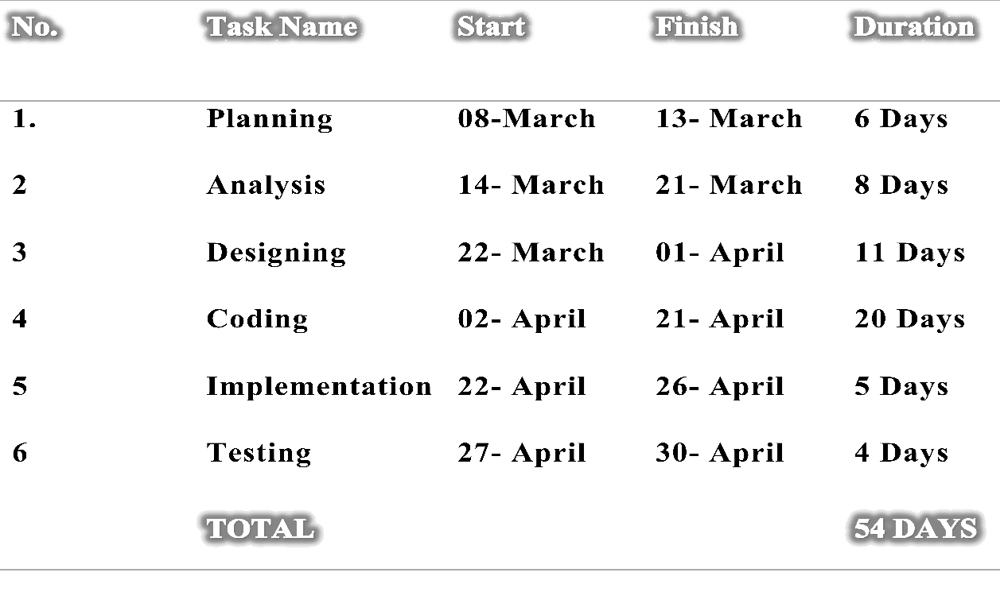 No. Task Name Start Finish Duration
1. Planning 08-March 13- March 6 Days
2 Analysis 14- March 21- March 8 Days
3 Designing 22- March 01- April 11 Days
4 Coding 02- April 21- April 20 Days
5 Implementation 22- April 26- April 5 Days
6 Testing 27- April 30- April 4 Days
TOTAL 54 DAYS